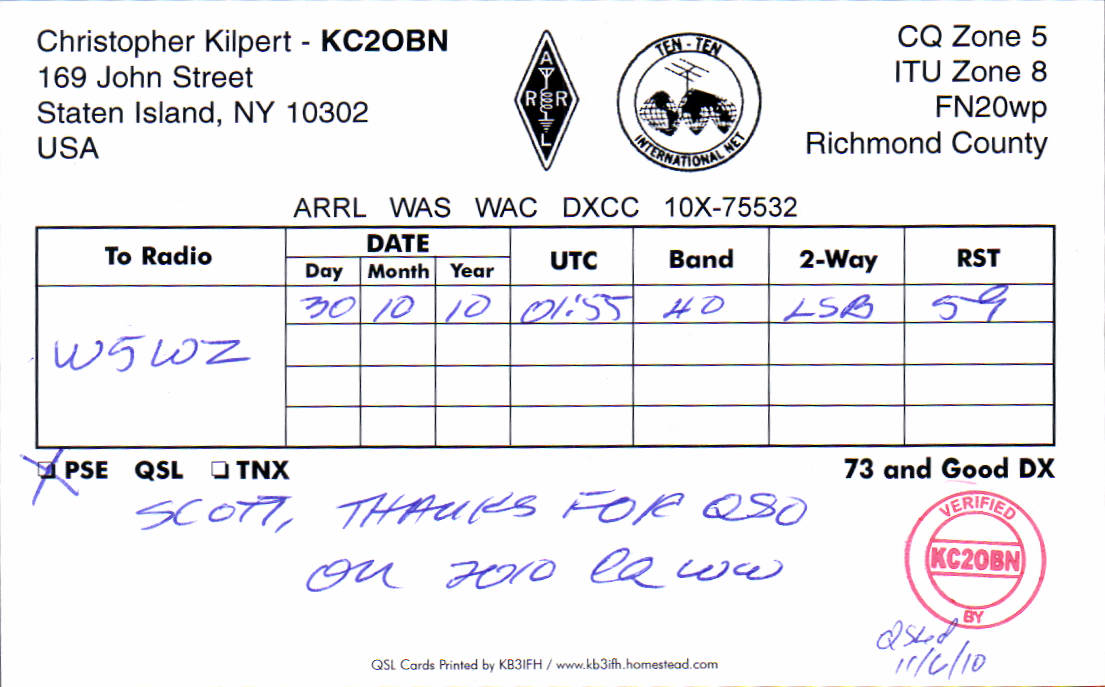 Christopher Kilpert - KC2OBN
169 John Street
Staten Island, NY 10302
USA
A
R R
L
TEN-TEN
INTERNATIONAL NET
CQ Zone 5
ITU Zone 8
FN20wp
Richmond County
ARRL WAS WAC DXCC 10X-75532
To Radio DATE UTC Band 2-Way RST
Day Month Year
30 10 10 01:55 40 LSB 59
W5WZ
PSE QSL TNX 73 and Good DX
SCOTT, THANKS FOR QSO
ON 2010 CQ WW
VERIFIED
KC2OBN
BY
QSLed
11/6/10
QSL Cards Printed by KB3IFH / www.kb3ifh.homestead.com